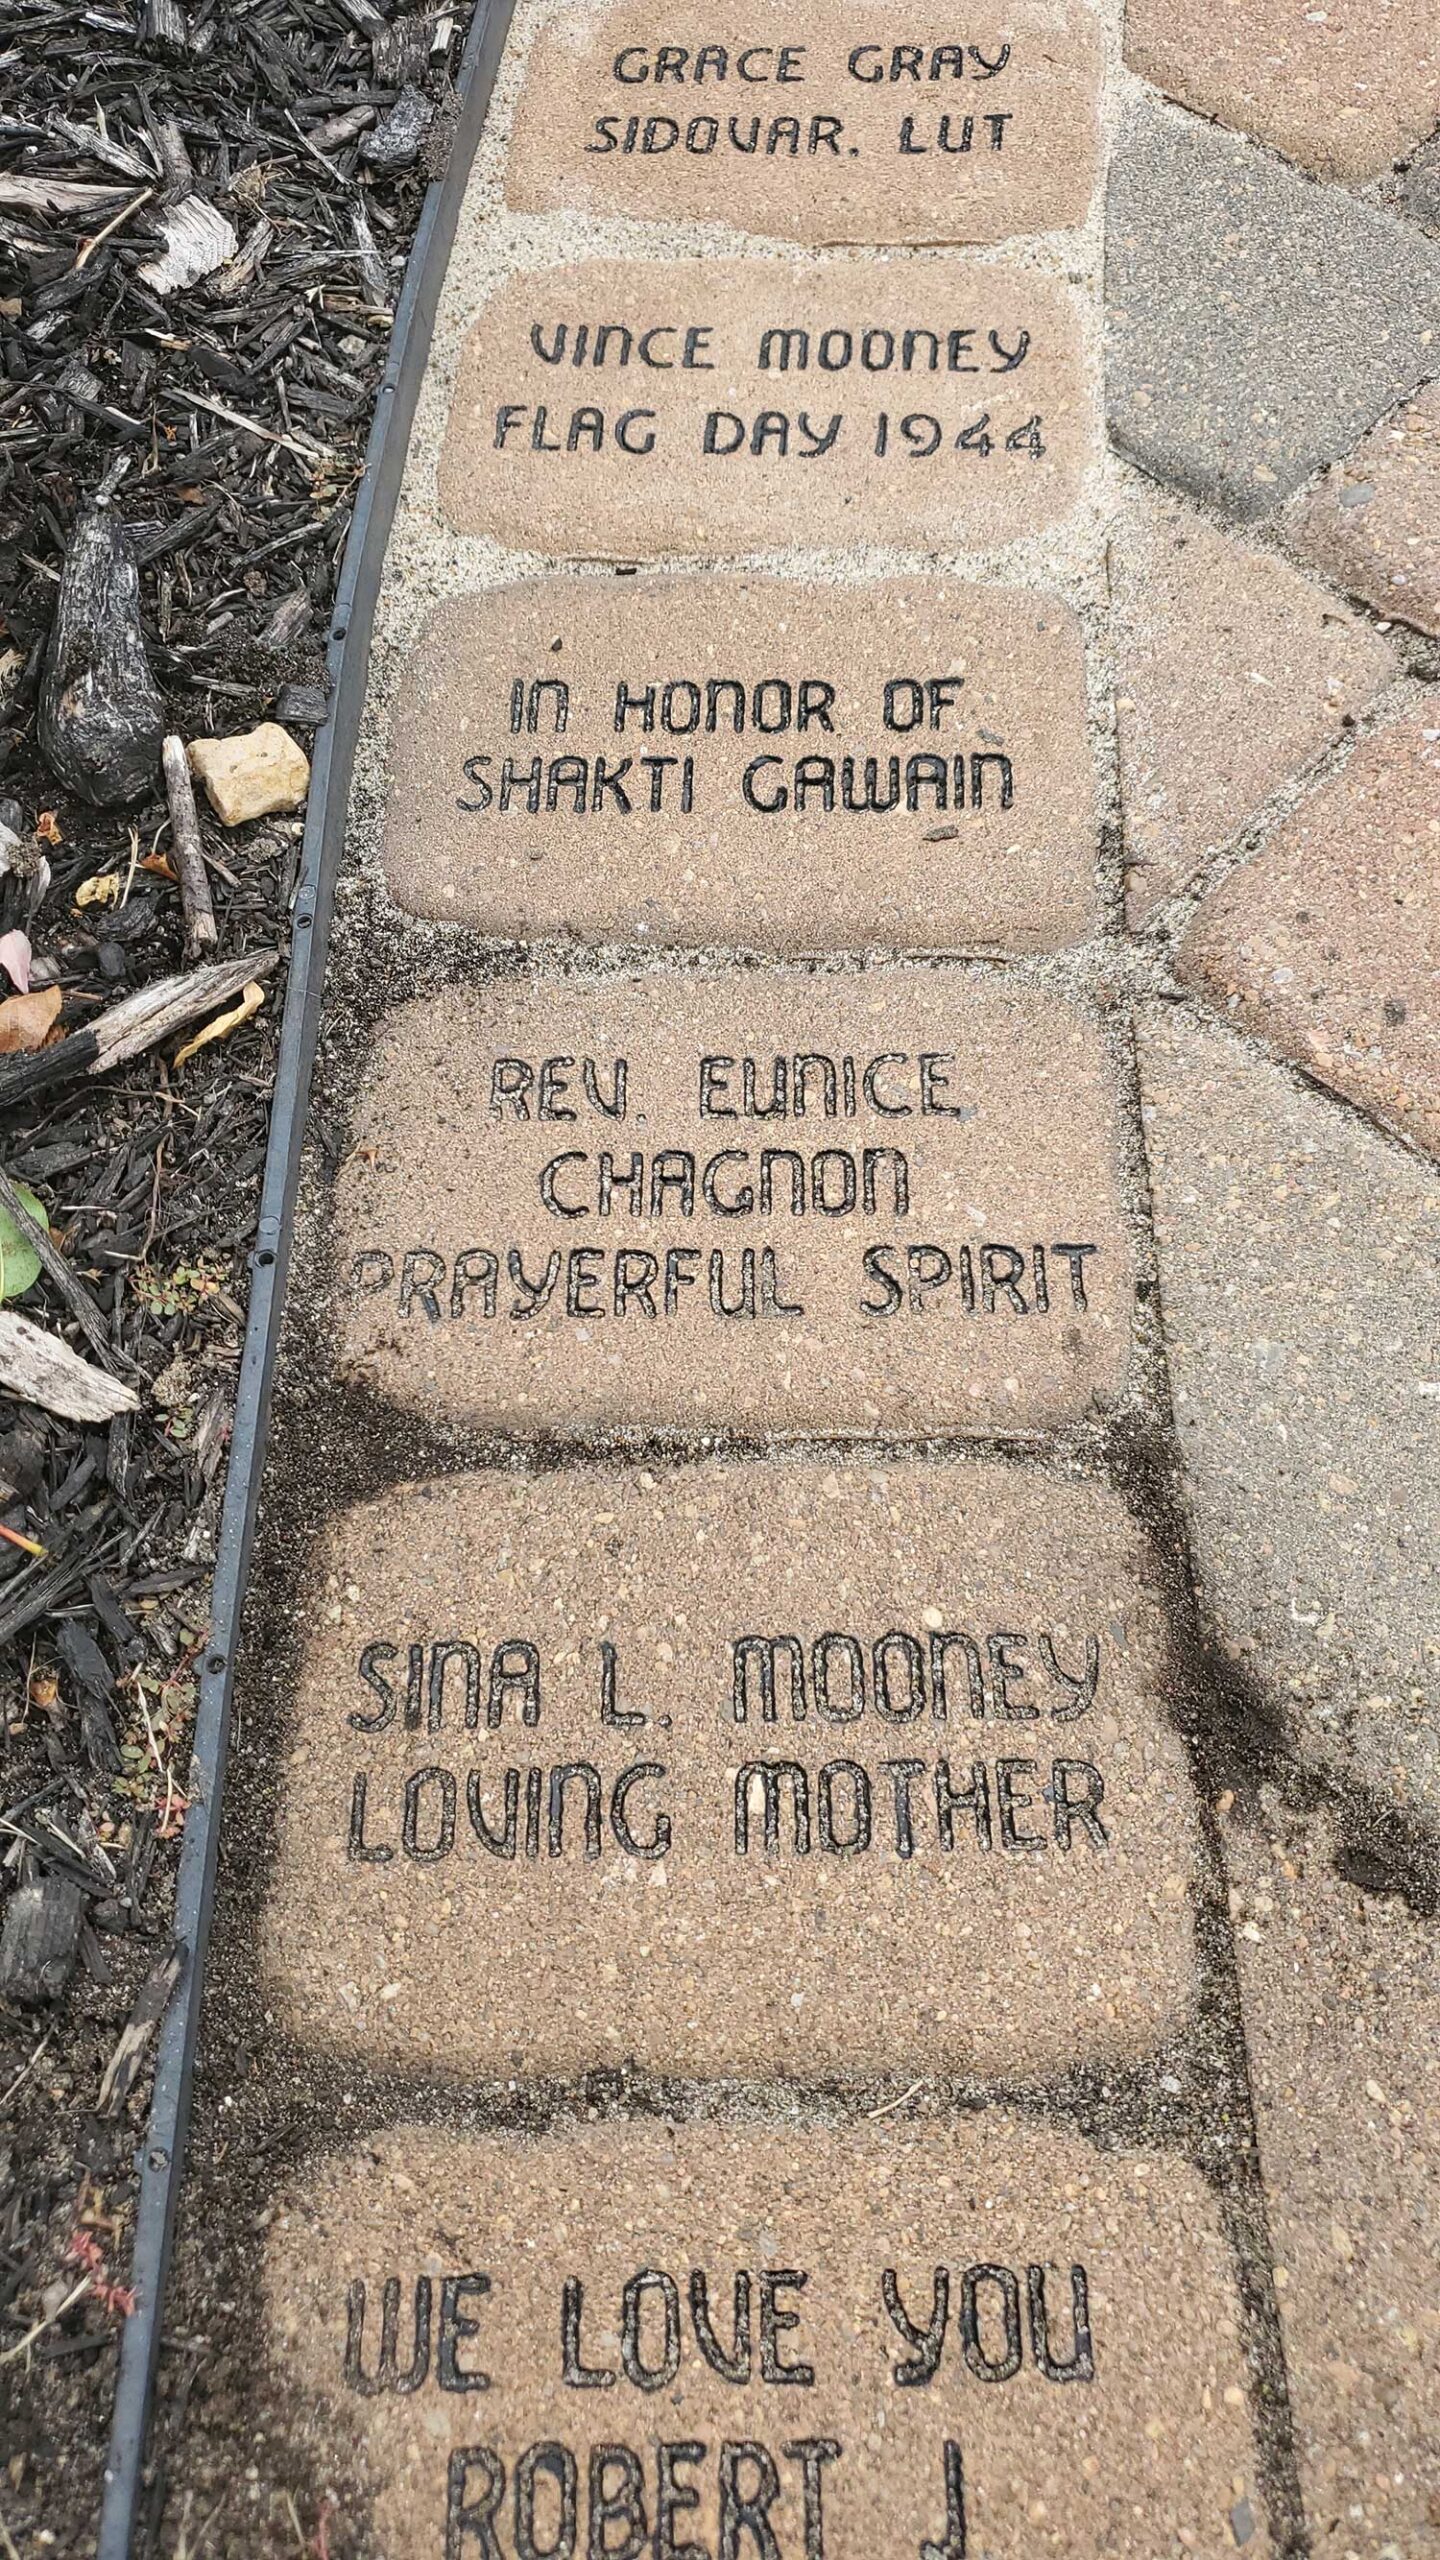 GRACE GRAY
SIDOVAR, LUT
VINCE MOONEY
FLAG DAY 1944
IN HONOR OF
SHAKTI GAWAIN
REV. EUNICE
CHAGNON
PRAYERFUL SPIRIT
SINA L. MOONEY
LOVING MOTHER
WE LOVE YOU
ROBERT J